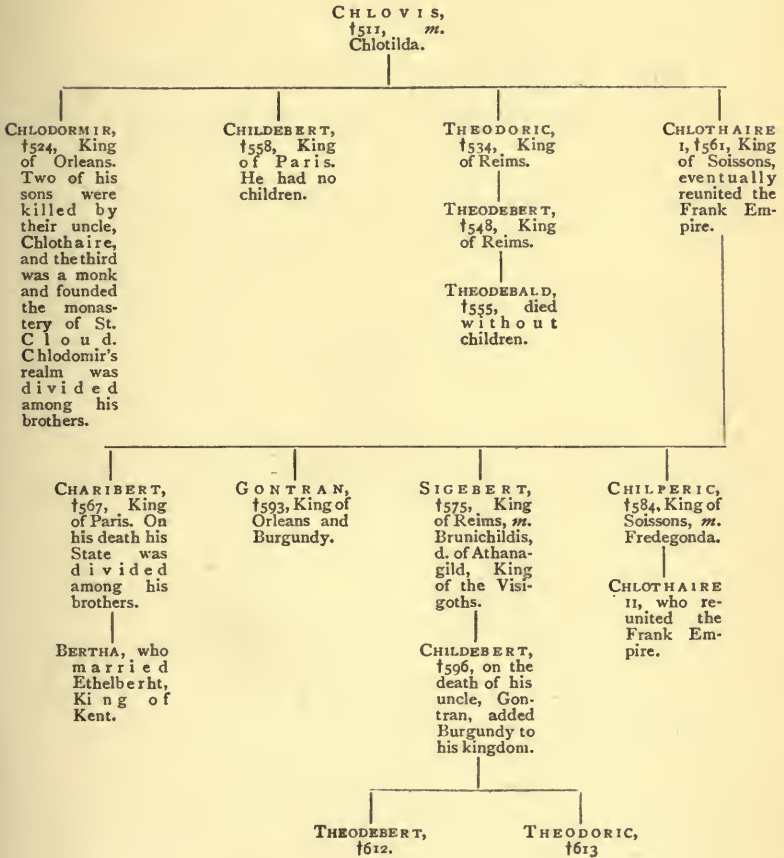 CHLOVIS,
†511, m.
Chlotilda.
CHLODORMIR,
†524, King
of Orleans.
Two of his
sons were
killed by
their uncle,
Chlothaire,
and the third
was a monk
and founded
the monas-
tery of St.
Cloud.
Chlodomir's
realm was
divided
among his
brothers.
CHILDEBERT,
†558, King
of Paris.
He had no
children.
THEODORIC,
†534, King
of Reims.
THEODEBERT,
†548, King
of Reims.
THEODEBALD,
†555, died
without
children.
CHLOTHAIRE
I, †561, King
of Soissons,
eventually
reunited the
Frank Em-
pire.
CHARIBERT,
†567, King
of Paris. On
his death his
State was
divided
among his
brothers.
BERTHA, who
married
Ethelberht,
King of
Kent.
GONTRAN,
†593, King of
Orleans and
Burgundy.
SIGEBERT,
†575, King
of Reims, m.
Brunichildis,
d. of Athana-
gild, King
of the Visi-
goths.
CHILDEBERT,
†596, on the
death of his
uncle, Gon-
tran, added
Burgundy to
his kingdom.
CHILPERIC,
†584, King of
Soissons, m.
Fredegonda.
CHLOTHAIRE
II, who re-
united the
Frank Em-
pire.
THEODEBERT,
†612.
THEODORIC,
†613